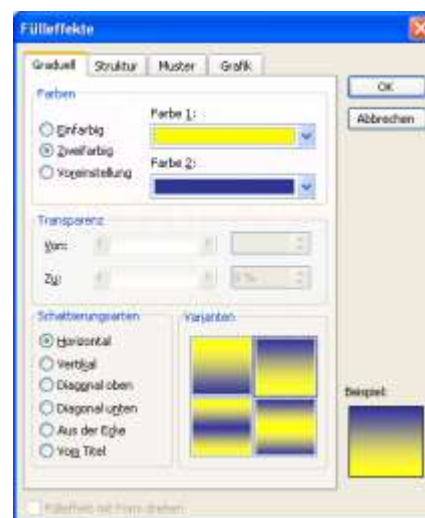 Fülleffekte
Graduell Struktur Muster Grafik
OK
Abbrechen
Farben
Einfarbig
Zweifarbig
Voreinstellung
Farbe 1:
Farbe 2:
Transparenz
Von:
Zu: 0 %
Schattierungsarten
Horizontal
Vertikal
Diagonal oben
Diagonal unten
Aus der Ecke
Vom Titel
Varianten
Beispiel:
Fülleffekt mit Form drehen